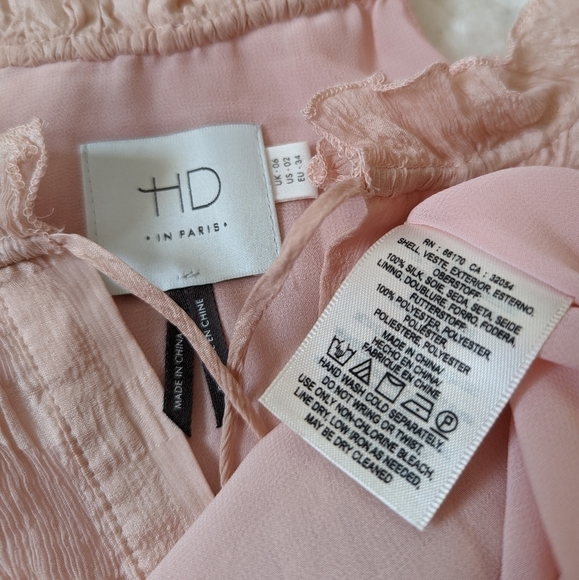 HD
• IN PARIS •
UK - 06
US - 02
EU - 34
MADE IN CHINA
EN CHINE
RN : 66170 CA : 32054
SHELL, VESTE, EXTERIOR, ESTERNO,
OBERSTOFF:
100% SILK, SOIE, SEDA, SETA, SEIDE
LINING, DOUBLURE, FORRO, FODERA,
FUTTERSTOFF:
100% POLYESTER, POLYESTER,
POLIESTER,
POLIESTERE, POLYESTER
MADE IN CHINA/
HECHO EN CHINA/
FABRIQUE EN CHINE
P
HAND WASH COLD SEPARATELY,
DO NOT WRING OR TWIST,
USE ONLY NON-CHLORINE BLEACH,
LINE DRY, LOW IRON AS NEEDED,
MAY BE DRY CLEANED